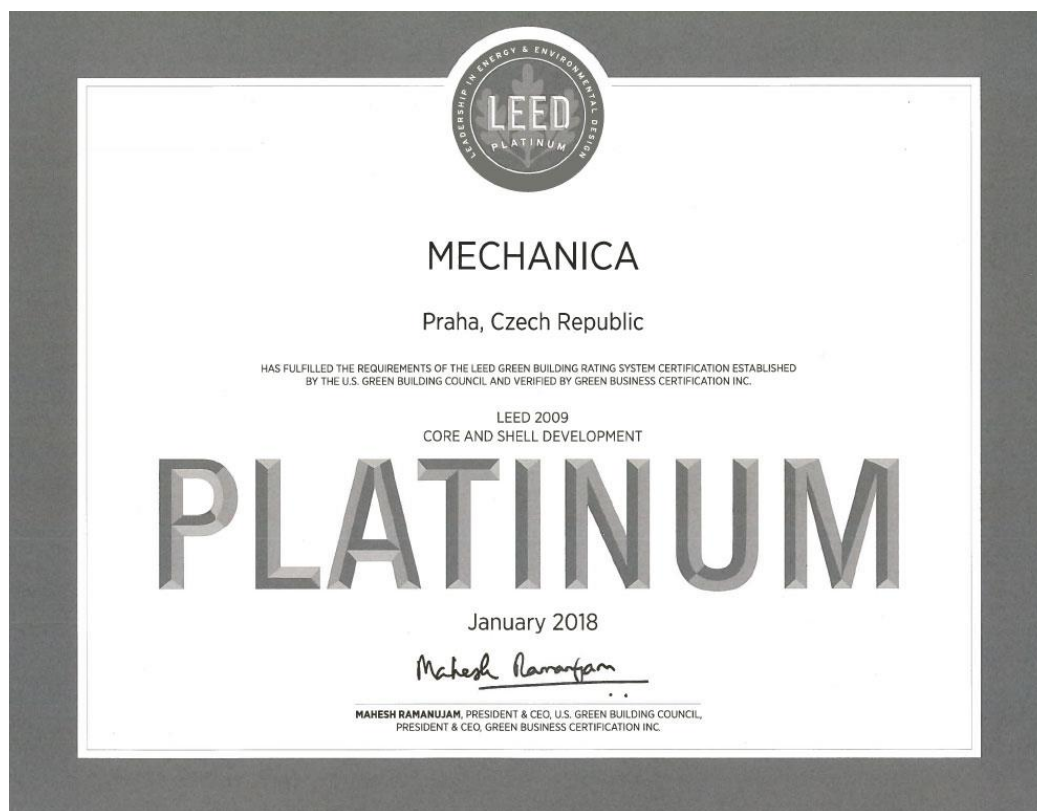 LEADERSHIP IN ENERGY & ENVIRONMENTAL DESIGN
LEED
PLATINUM
MECHANICA
Praha, Czech Republic
HAS FULFILLED THE REQUIREMENTS OF THE LEED GREEN BUILDING RATING SYSTEM CERTIFICATION ESTABLISHED
BY THE U.S. GREEN BUILDING COUNCIL AND VERIFIED BY GREEN BUSINESS CERTIFICATION INC.
LEED 2009
CORE AND SHELL DEVELOPMENT
PLATINUM
January 2018
Mahesh Ramanujam
MAHESH RAMANUJAM, PRESIDENT & CEO, U.S. GREEN BUILDING COUNCIL,
PRESIDENT & CEO, GREEN BUSINESS CERTIFICATION INC.